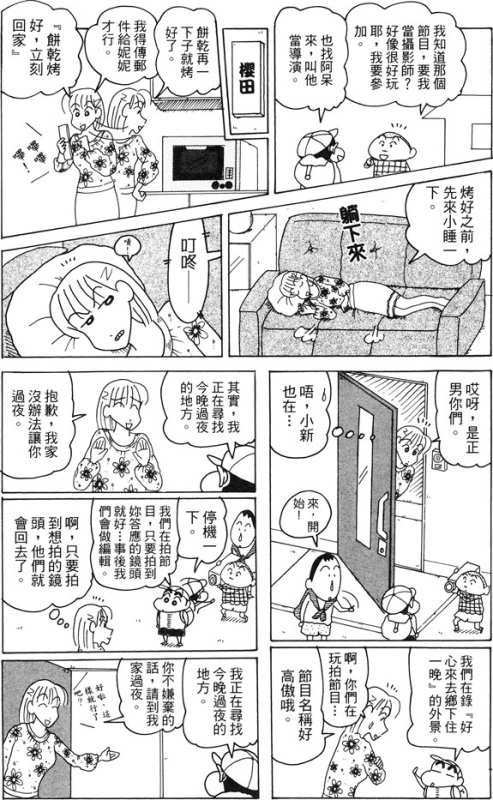 我知道那個
節目，要我
當攝影師？
好像很好玩
耶，我要參
加。
也找阿呆
來，叫他
當導演。
櫻田
餅乾再一
下子就烤
好了！
我得傳郵
件給妮妮
才行。
『餅乾烤
好，立刻
回家』
烤好之前，
先來小睡一
下。
躺下來
叮咚——
哎呀，是正
男你們。
唔，小新
也在…
來，開
始！
其實，我
正在尋找
今晚過夜
的地方。
抱歉，我家
沒辦法讓你
過夜。
停機一
下。
我們在拍節
目，只要拍到
妳答應的鏡頭
就好…事後我
們會做編輯。
啊，只要拍
到想拍的鏡
頭，他們就
會回去了。
我們在錄『好
心來去鄉下住
一晚』的外景。
啊，你們在
玩拍節目…
節目名稱好
高傲哦。
我正在尋找
今晚過夜的
地方。
你不嫌棄的
話，請到我
家過夜。
好啦，這
樣就行了
吧？